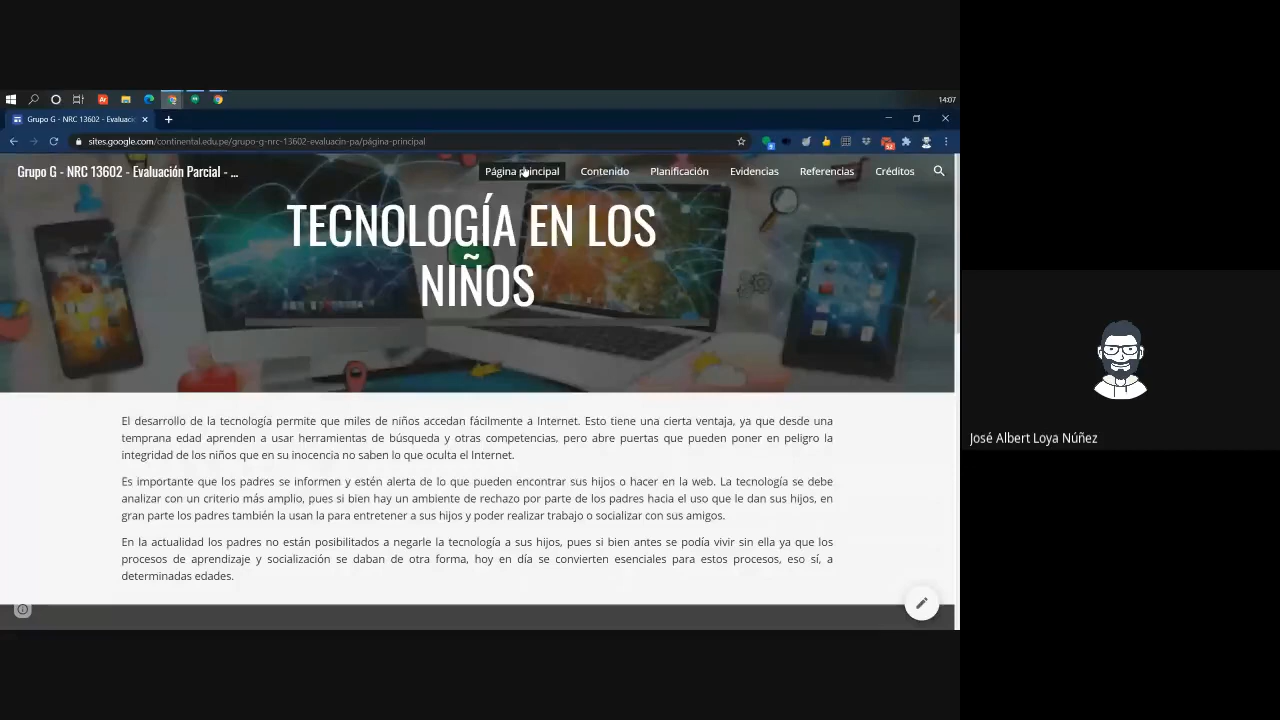 14:07
Grupo G - NRC 13602 - Evaluació
sites.google.com/continental.edu.pe/grupo-g-nrc-13602-evaluacin-pa/página-principal
Grupo G - NRC 13602 - Evaluación Parcial - ...
Página principal Contenido Planificación Evidencias Referencias Créditos
TECNOLOGÍA EN LOS
NIÑOS
El desarrollo de la tecnología permite que miles de niños accedan fácilmente a Internet. Esto tiene una cierta ventaja, ya que desde una
temprana edad aprenden a usar herramientas de búsqueda y otras competencias, pero abre puertas que pueden poner en peligro la
integridad de los niños que en su inocencia no saben lo que oculta el Internet.
Es importante que los padres se informen y estén alerta de lo que pueden encontrar sus hijos o hacer en la web. La tecnología se debe
analizar con un criterio más amplio, pues si bien hay un ambiente de rechazo por parte de los padres hacia el uso que le dan sus hijos, en
gran parte los padres también la usan la para entretener a sus hijos y poder realizar trabajo o socializar con sus amigos.
En la actualidad los padres no están posibilitados a negarle la tecnología a sus hijos, pues si bien antes se podía vivir sin ella ya que los
procesos de aprendizaje y socialización se daban de otra forma, hoy en día se convierten esenciales para estos procesos, eso sí, a
determinadas edades.
José Albert Loya Núñez